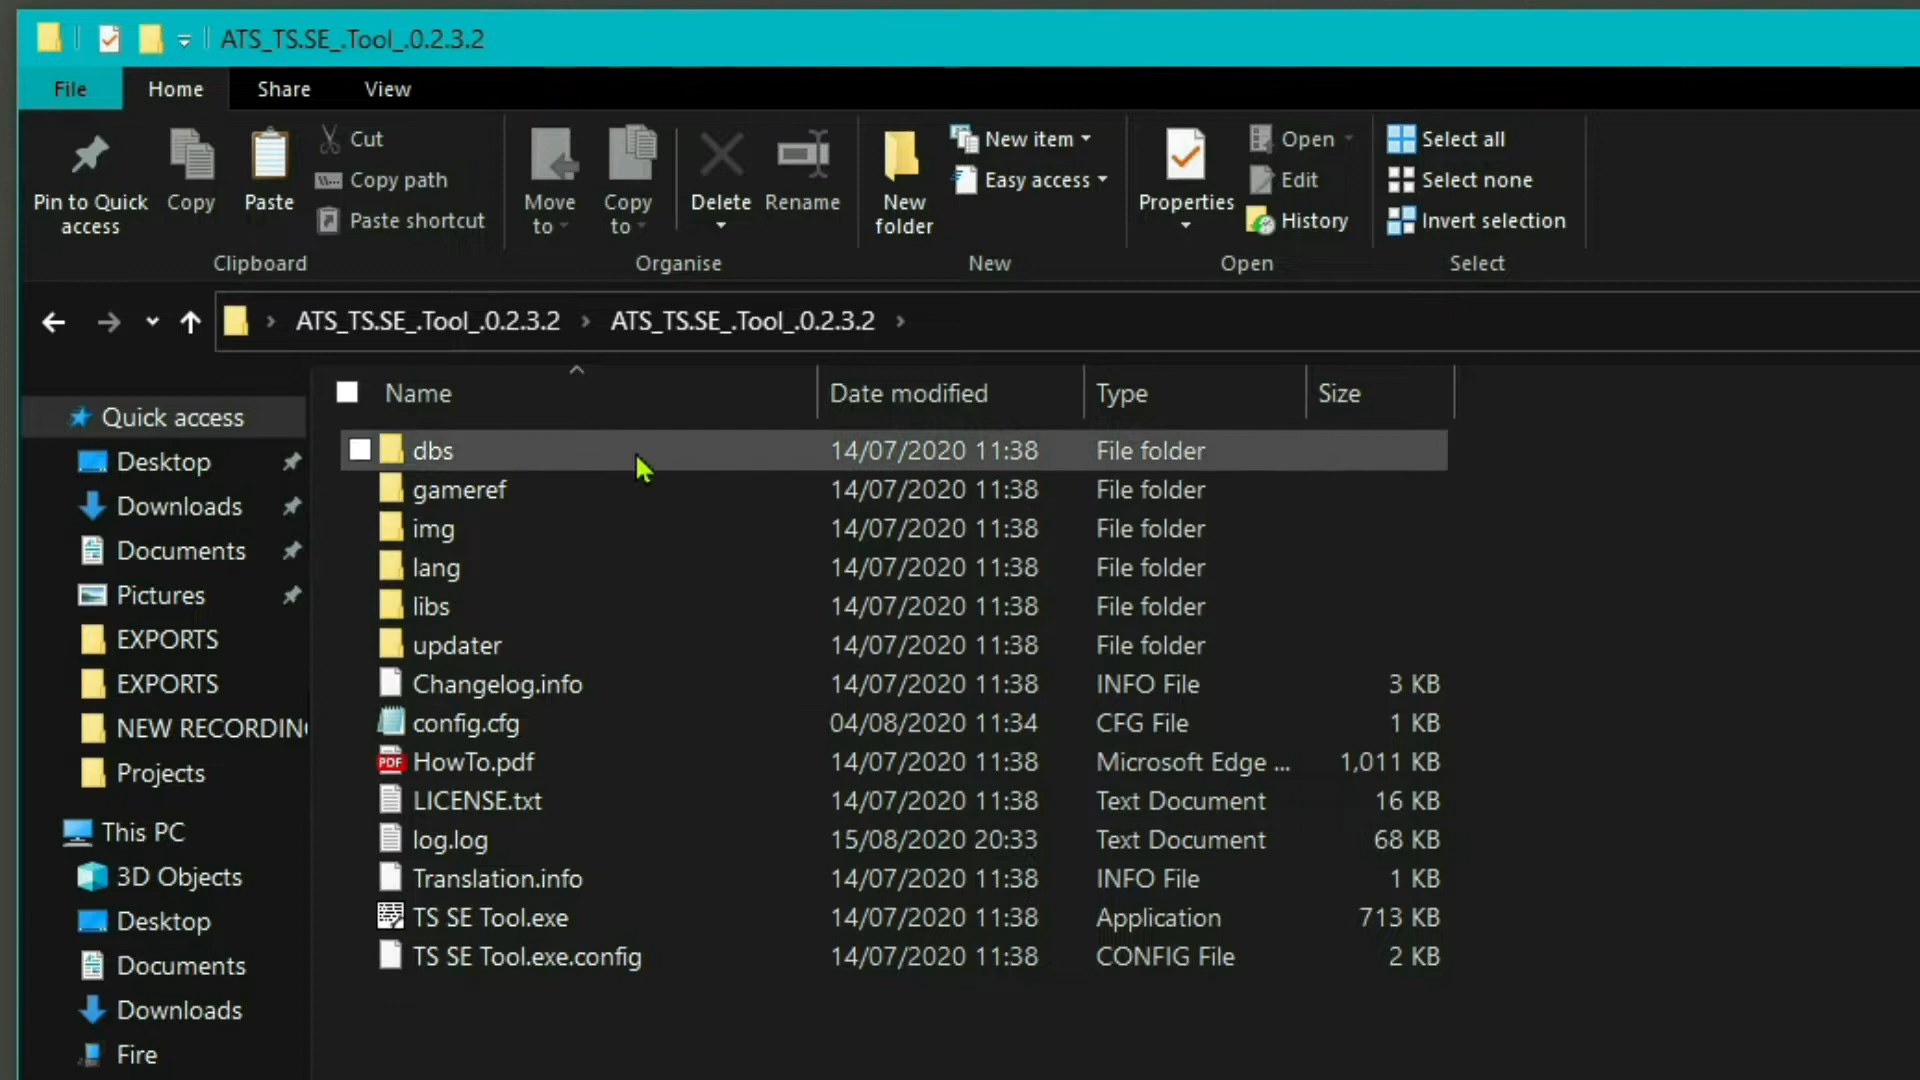 ATS_TS.SE_.Tool_.0.2.3.2
File Home Share View
Pin to Quick access
Copy
Paste
Cut
Copy path
Paste shortcut
Clipboard
Move to
Copy to
Delete
Rename
Organise
New folder
New item
Easy access
New
Properties
Open
Edit
History
Open
Select all
Select none
Invert selection
Select
ATS_TS.SE_.Tool_.0.2.3.2 > ATS_TS.SE_.Tool_.0.2.3.2 >
Quick access
Desktop
Downloads
Documents
Pictures
EXPORTS
EXPORTS
NEW RECORDIN
Projects
This PC
3D Objects
Desktop
Documents
Downloads
Fire
Name Date modified Type Size
dbs 14/07/2020 11:38 File folder
gameref 14/07/2020 11:38 File folder
img 14/07/2020 11:38 File folder
lang 14/07/2020 11:38 File folder
libs 14/07/2020 11:38 File folder
updater 14/07/2020 11:38 File folder
Changelog.info 14/07/2020 11:38 INFO File 3 KB
config.cfg 04/08/2020 11:34 CFG File 1 KB
PDF HowTo.pdf 14/07/2020 11:38 Microsoft Edge ... 1,011 KB
LICENSE.txt 14/07/2020 11:38 Text Document 16 KB
log.log 15/08/2020 20:33 Text Document 68 KB
Translation.info 14/07/2020 11:38 INFO File 1 KB
TS SE Tool.exe 14/07/2020 11:38 Application 713 KB
TS SE Tool.exe.config 14/07/2020 11:38 CONFIG File 2 KB